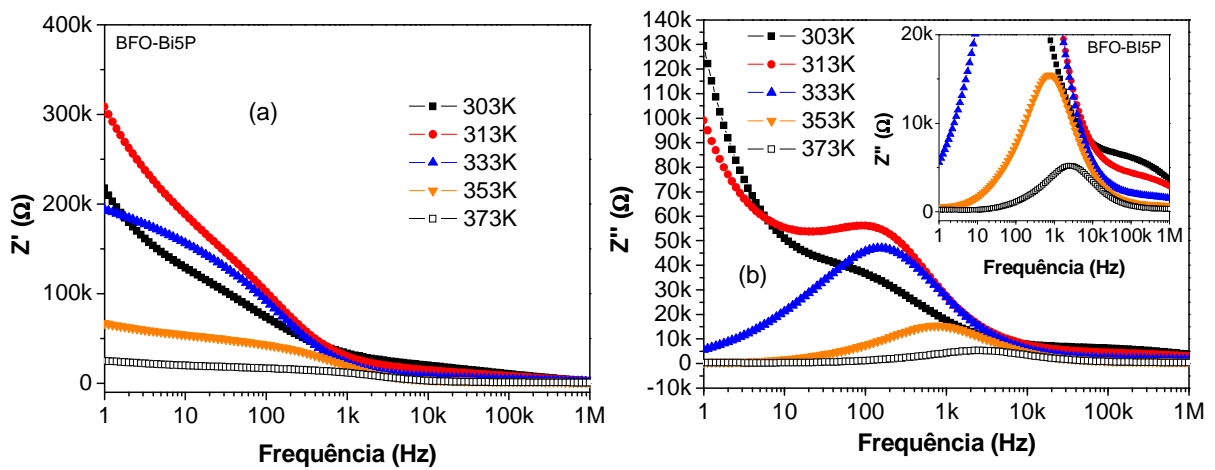 BFO-Bi5P
(a)
303K
313K
333K
353K
373K
400k
300k
200k
100k
0
Z' (Ω)
1 10 100 1k 10k 100k 1M
Frequência (Hz)
140k
130k
120k
110k
100k
90k
80k
70k
60k
50k
40k
30k
20k
10k
0
-10k
Z'' (Ω)
303K
313K
333K
353K
373K
(b)
1 10 100 1k 10k 100k 1M
Frequência (Hz)
BFO-BI5P
20k
10k
0
Z'' (Ω)
1 10 100 1k 10k 100k 1M
Frequência (Hz)